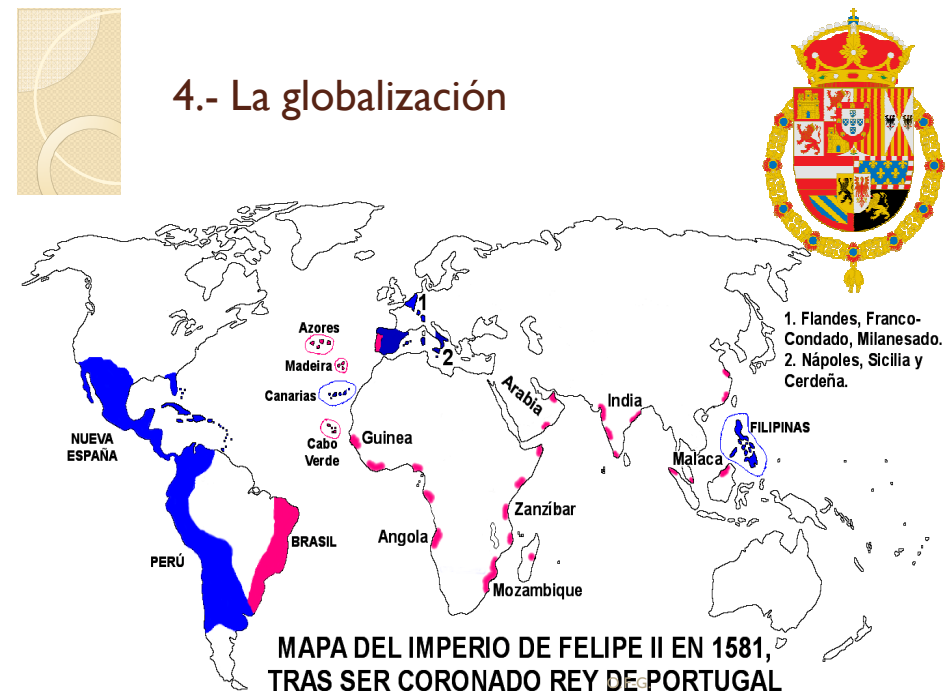 4.- La globalización
1. Flandes, Franco-
Condado, Milanesado.
2. Nápoles, Sicilia y
Cerdeña.
1
2
Azores
Madeira
Canarias
Cabo
Verde
Guinea
Arabia
India
FILIPINAS
Malaca
NUEVA
ESPAÑA
PERÚ
BRASIL
Angola
Zanzíbar
Mozambique
MAPA DEL IMPERIO DE FELIPE II EN 1581,
TRAS SER CORONADO REY DE PORTUGAL